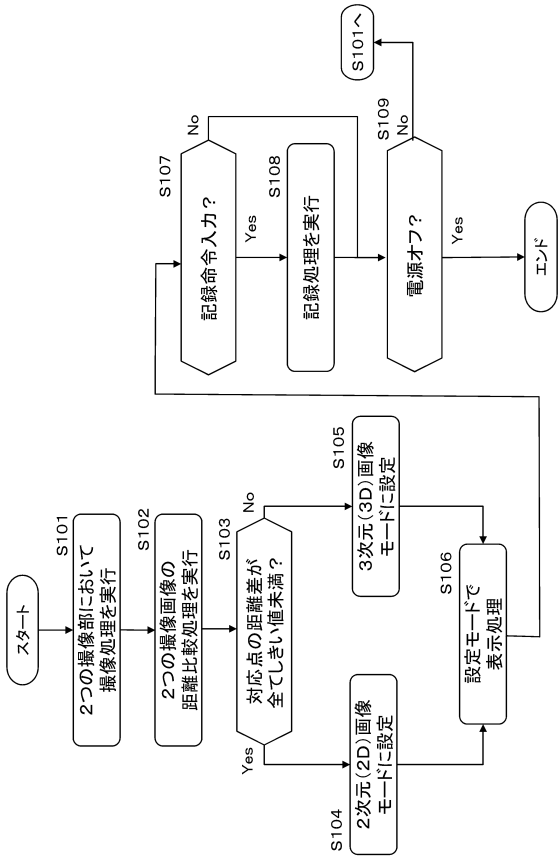 スタート
S101
2つの撮像部において
撮像処理を実行
S102
2つの撮像画像の
距離比較処理を実行
S103
対応点の距離差が
全てしきい値未満？
Yes
No
S104
2次元(2D)画像
モードに設定
S105
3次元(3D)画像
モードに設定
S106
設定モードで
表示処理
S107
記録命令入力？
No
Yes
S108
記録処理を実行
S109
電源オフ？
No
S101へ
Yes
エンド